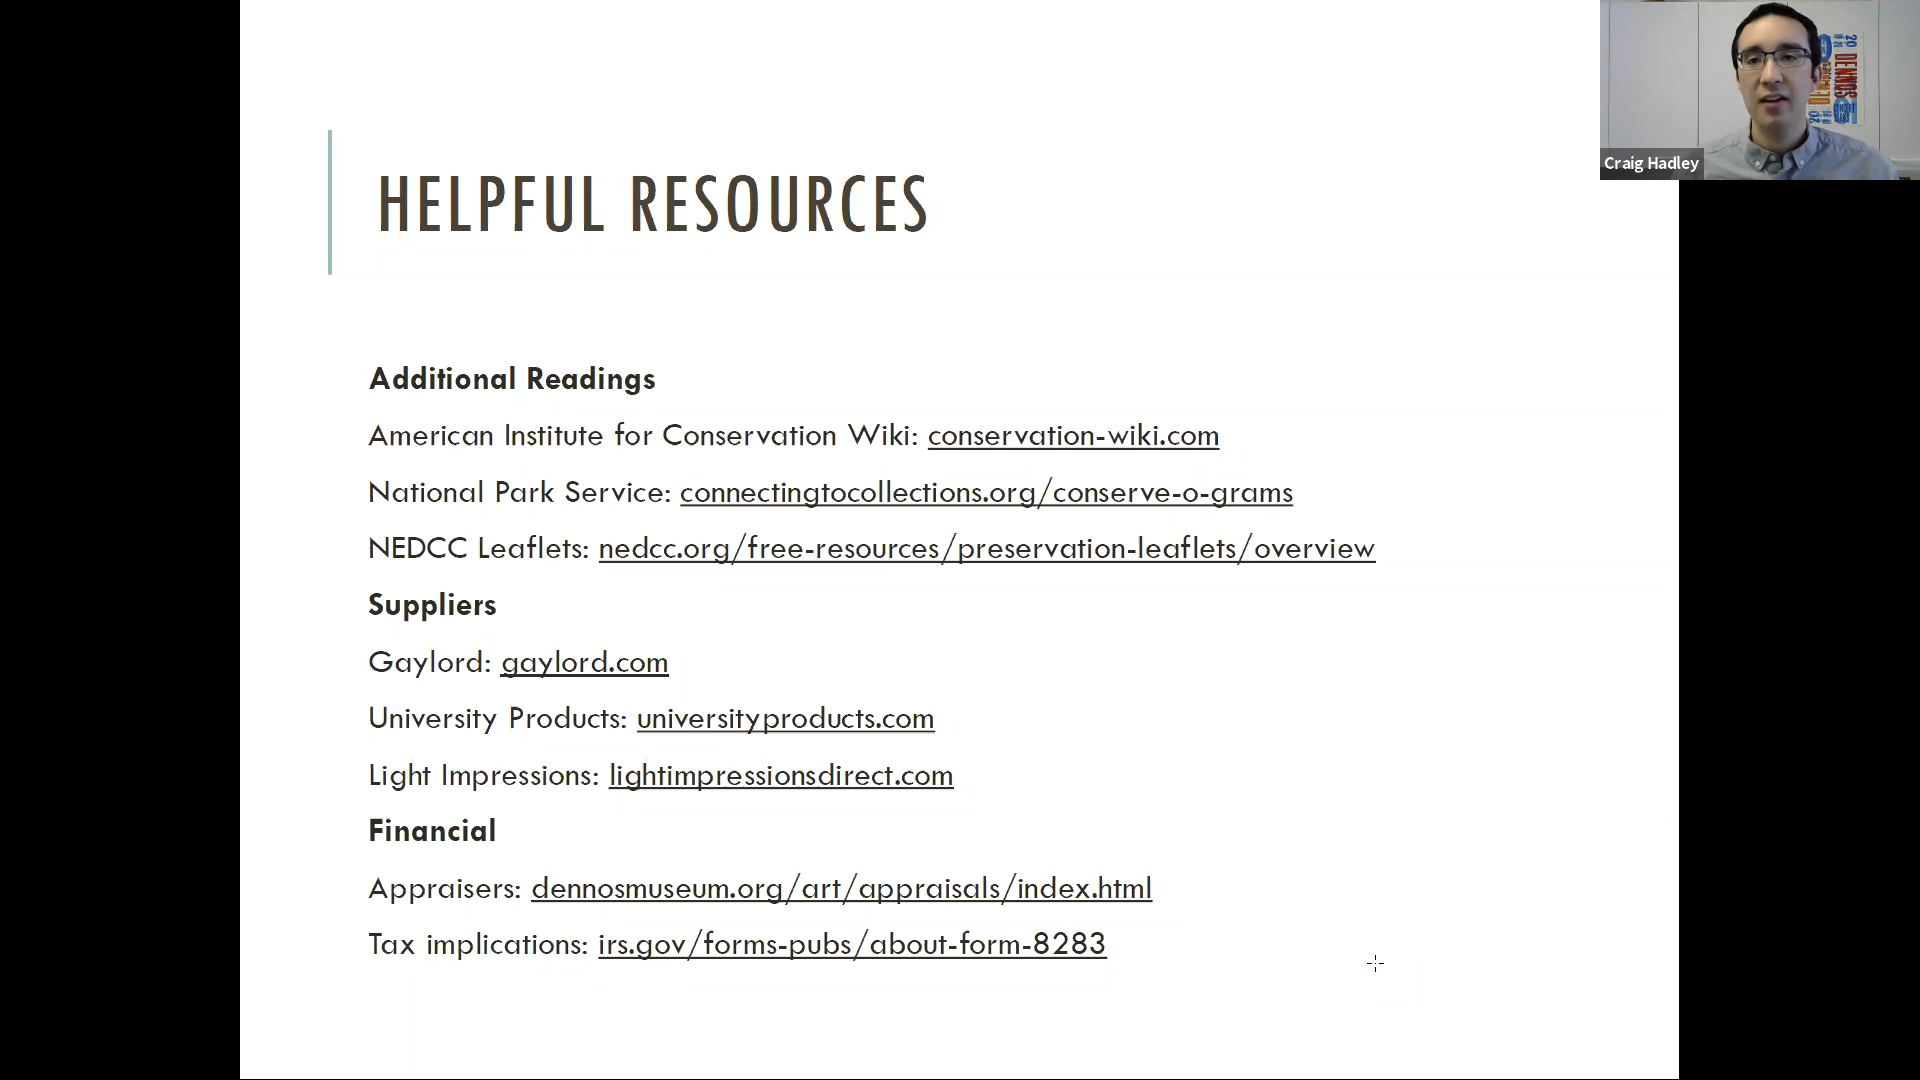 HELPFUL RESOURCES
Additional Readings
American Institute for Conservation Wiki: conservation-wiki.com
National Park Service: connectingtocollections.org/conserve-o-grams
NEDCC Leaflets: nedcc.org/free-resources/preservation-leaflets/overview
Suppliers
Gaylord: gaylord.com
University Products: universityproducts.com
Light Impressions: lightimpressionsdirect.com
Financial
Appraisers: dennosmuseum.org/art/appraisals/index.html
Tax implications: irs.gov/forms-pubs/about-form-8283
Craig Hadley
DENNOS
20